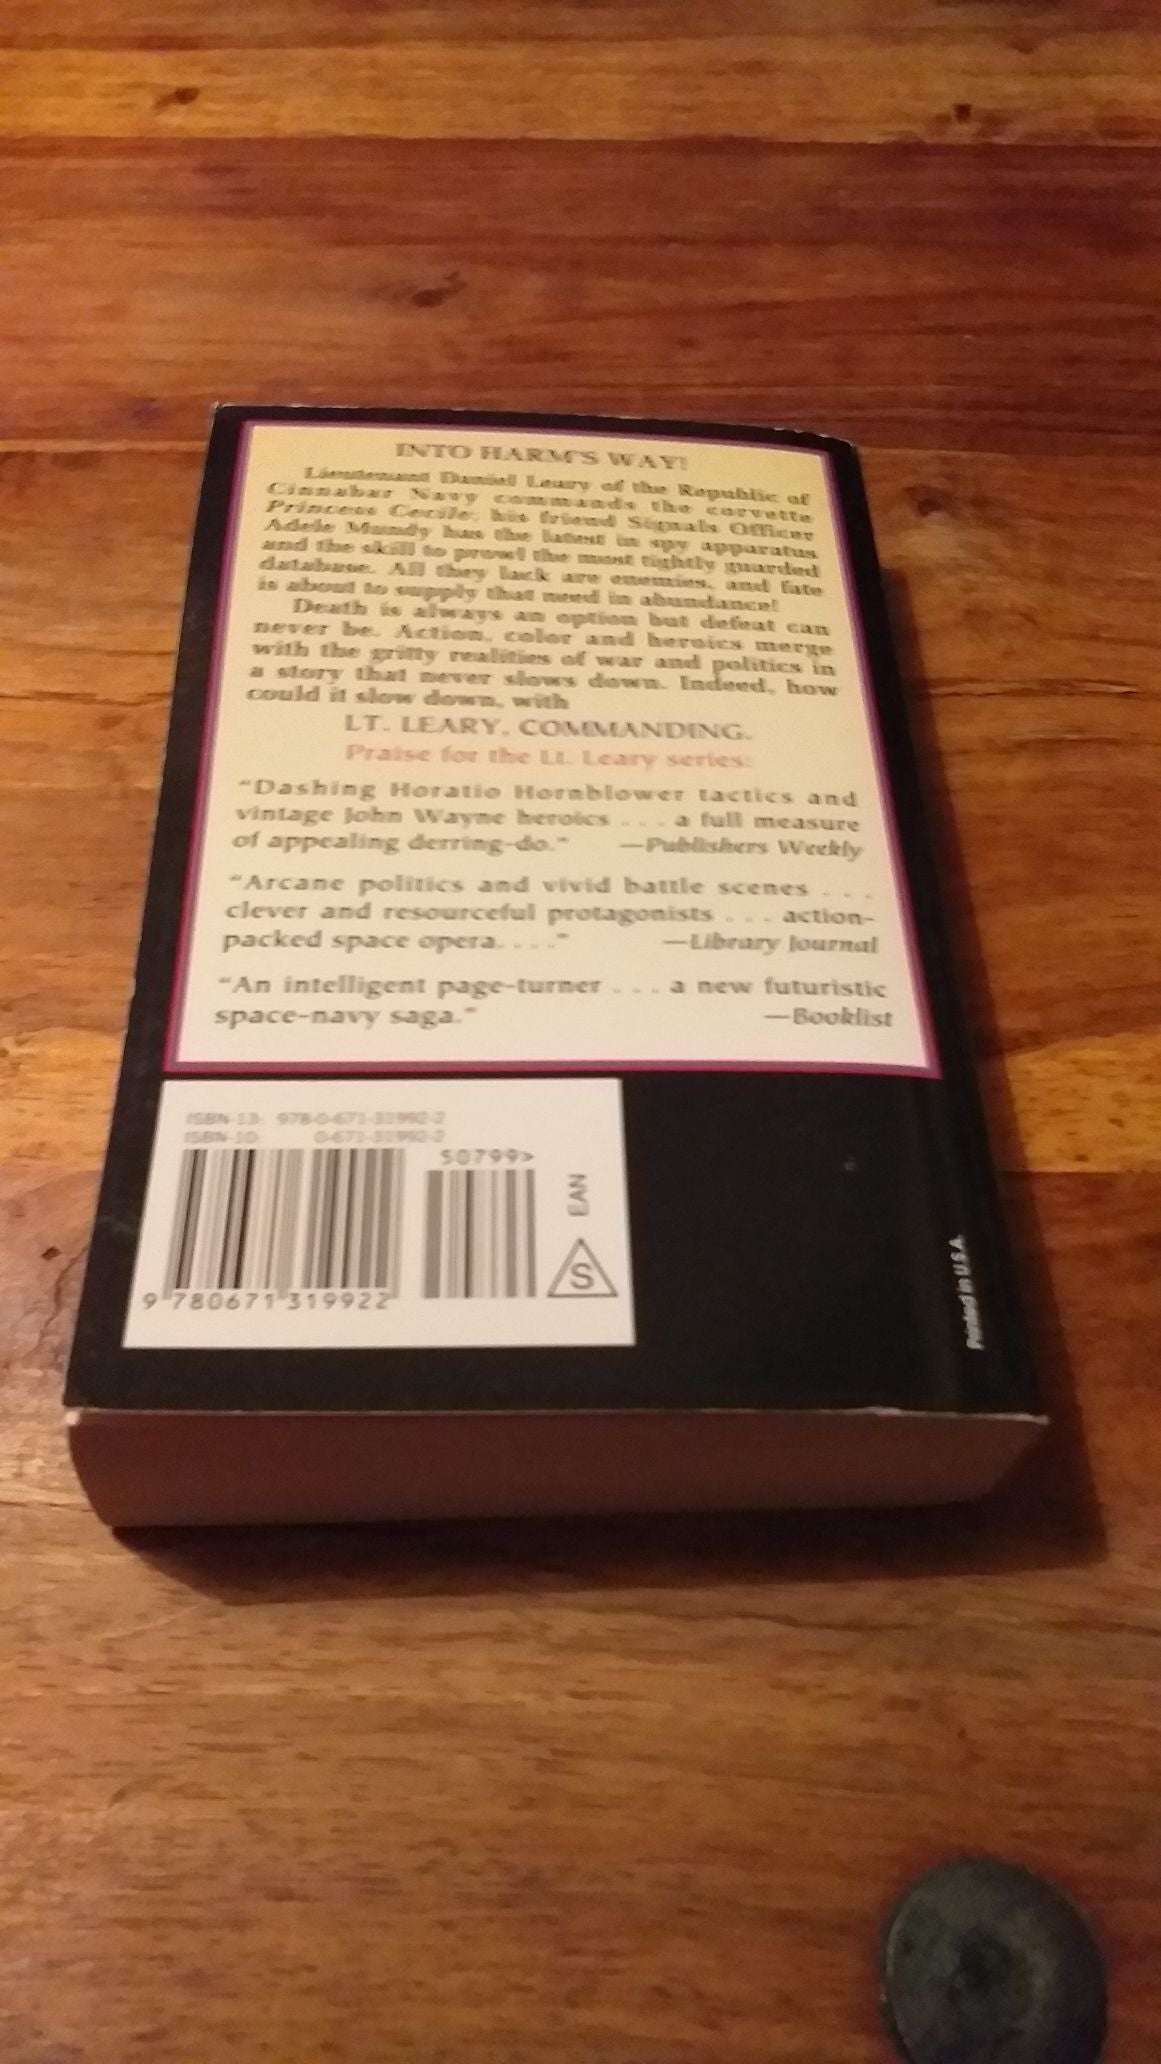 INTO HARM'S WAY!
Lieutenant Daniel Leary of the Republic of
Cinnabar Navy commands the corvette
Princess Cecile; his friend Signals Officer
Adele Mundy has the latest in spy apparatus
and the skill to prowl the most tightly guarded
database. All they lack are enemies, and fate
is about to supply that need in abundance!
Death is always an option but defeat can
never be. Action, color and heroics merge
with the gritty realities of war and politics in
a story that never slows down. Indeed, how
could it slow down, with
LT. LEARY, COMMANDING.
Praise for the Lt. Leary series:
"Dashing Horatio Hornblower tactics and
vintage John Wayne heroics . . . a full measure
of appealing derring-do." —Publishers Weekly
"Arcane politics and vivid battle scenes . . .
clever and resourceful protagonists . . . action-
packed space opera. . . ." —Library Journal
"An intelligent page-turner . . . a new futuristic
space-navy saga." —Booklist
ISBN-13: 978-0-671-31992-2
ISBN-10: 0-671-31992-2
50799>
EAN
S
9 780671 319922
Printed in U.S.A.